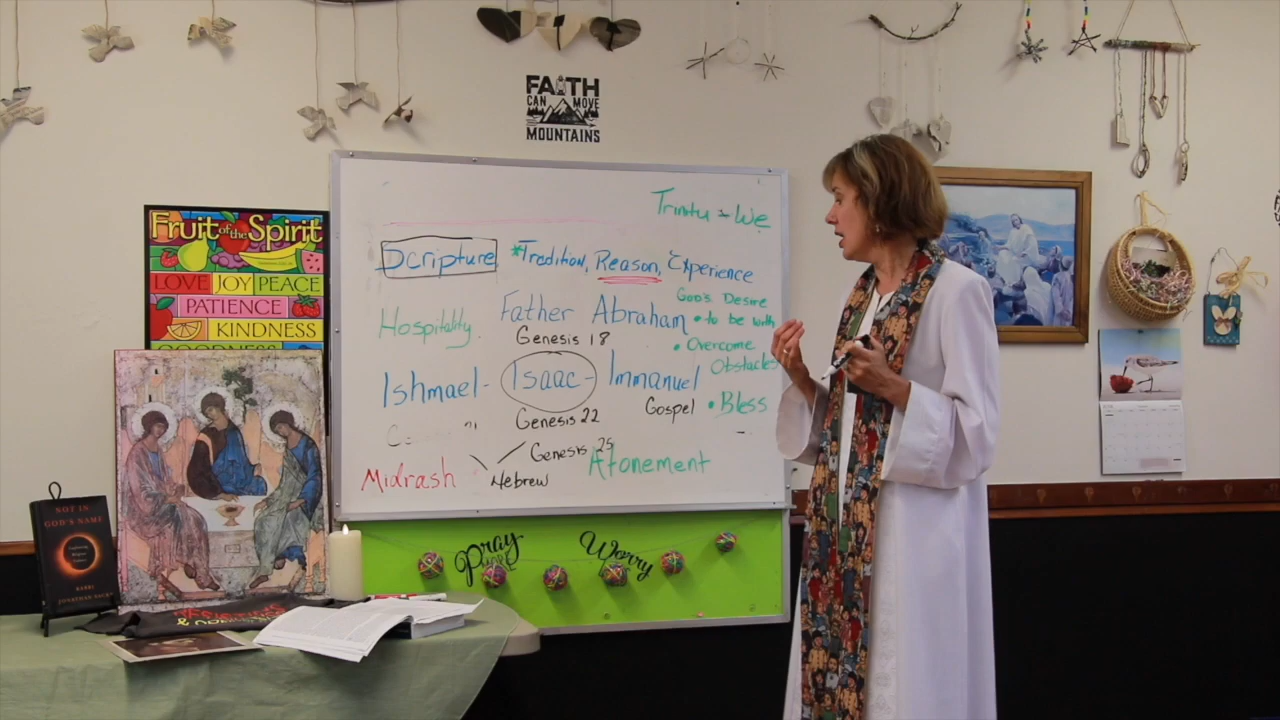 FAITH
CAN MOVE
MOUNTAINS
Fruit of the Spirit
LOVE JOY PEACE
PATIENCE
KINDNESS
GOODNESS
Trinity - We
Scripture *Tradition, Reason, Experience
God's Desire
Hospitality Father Abraham • to be with
Genesis 18 • Overcome
Obstacles
Ishmael - Isaac - Immanuel
Gospel • Bless
Genesis 22
Genesis 25
Midrash Hebrew Atonement
NOT IN
GOD'S NAME
RABBI
JONATHAN SACKS
Pray
MORE
Worry